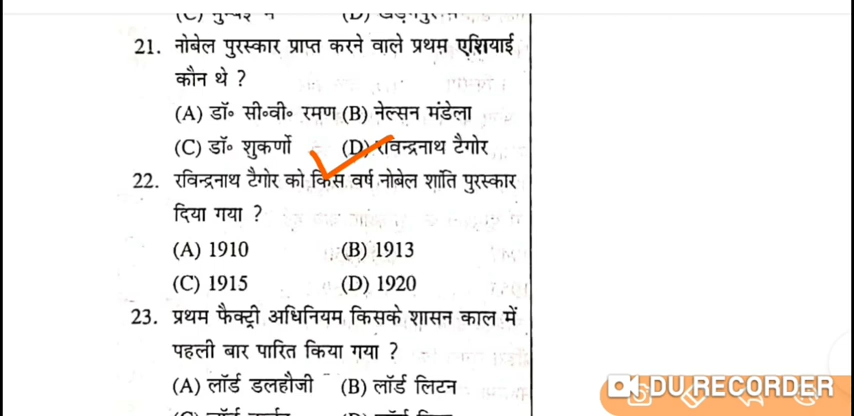 21. नोबेल पुरस्कार प्राप्त करने वाले प्रथम एशियाई
कौन थे ?
(A) डॉ॰ सी॰वी॰ रमण (B) नेल्सन मंडेला
(C) डॉ॰ शुकर्णो (D) रविन्द्रनाथ टैगोर
22. रविन्द्रनाथ टैगोर को किस वर्ष नोबेल शांति पुरस्कार
दिया गया ?
(A) 1910 (B) 1913
(C) 1915 (D) 1920
23. प्रथम फैक्ट्री अधिनियम किसके शासन काल में
पहली बार पारित किया गया ?
(A) लॉर्ड डलहौजी (B) लॉर्ड लिटन
DU RECORDER